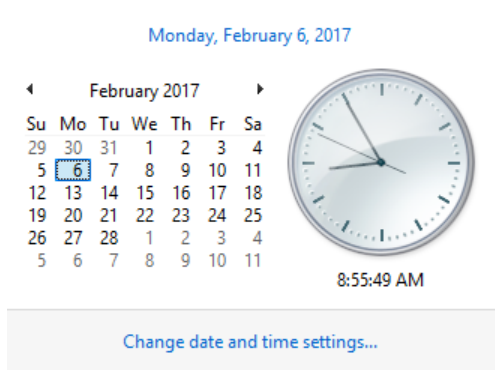 Monday, February 6, 2017
February 2017
Su Mo Tu We Th Fr Sa
29 30 31 1 2 3 4
5 6 7 8 9 10 11
12 13 14 15 16 17 18
19 20 21 22 23 24 25
26 27 28 1 2 3 4
5 6 7 8 9 10 11
8:55:49 AM
Change date and time settings...